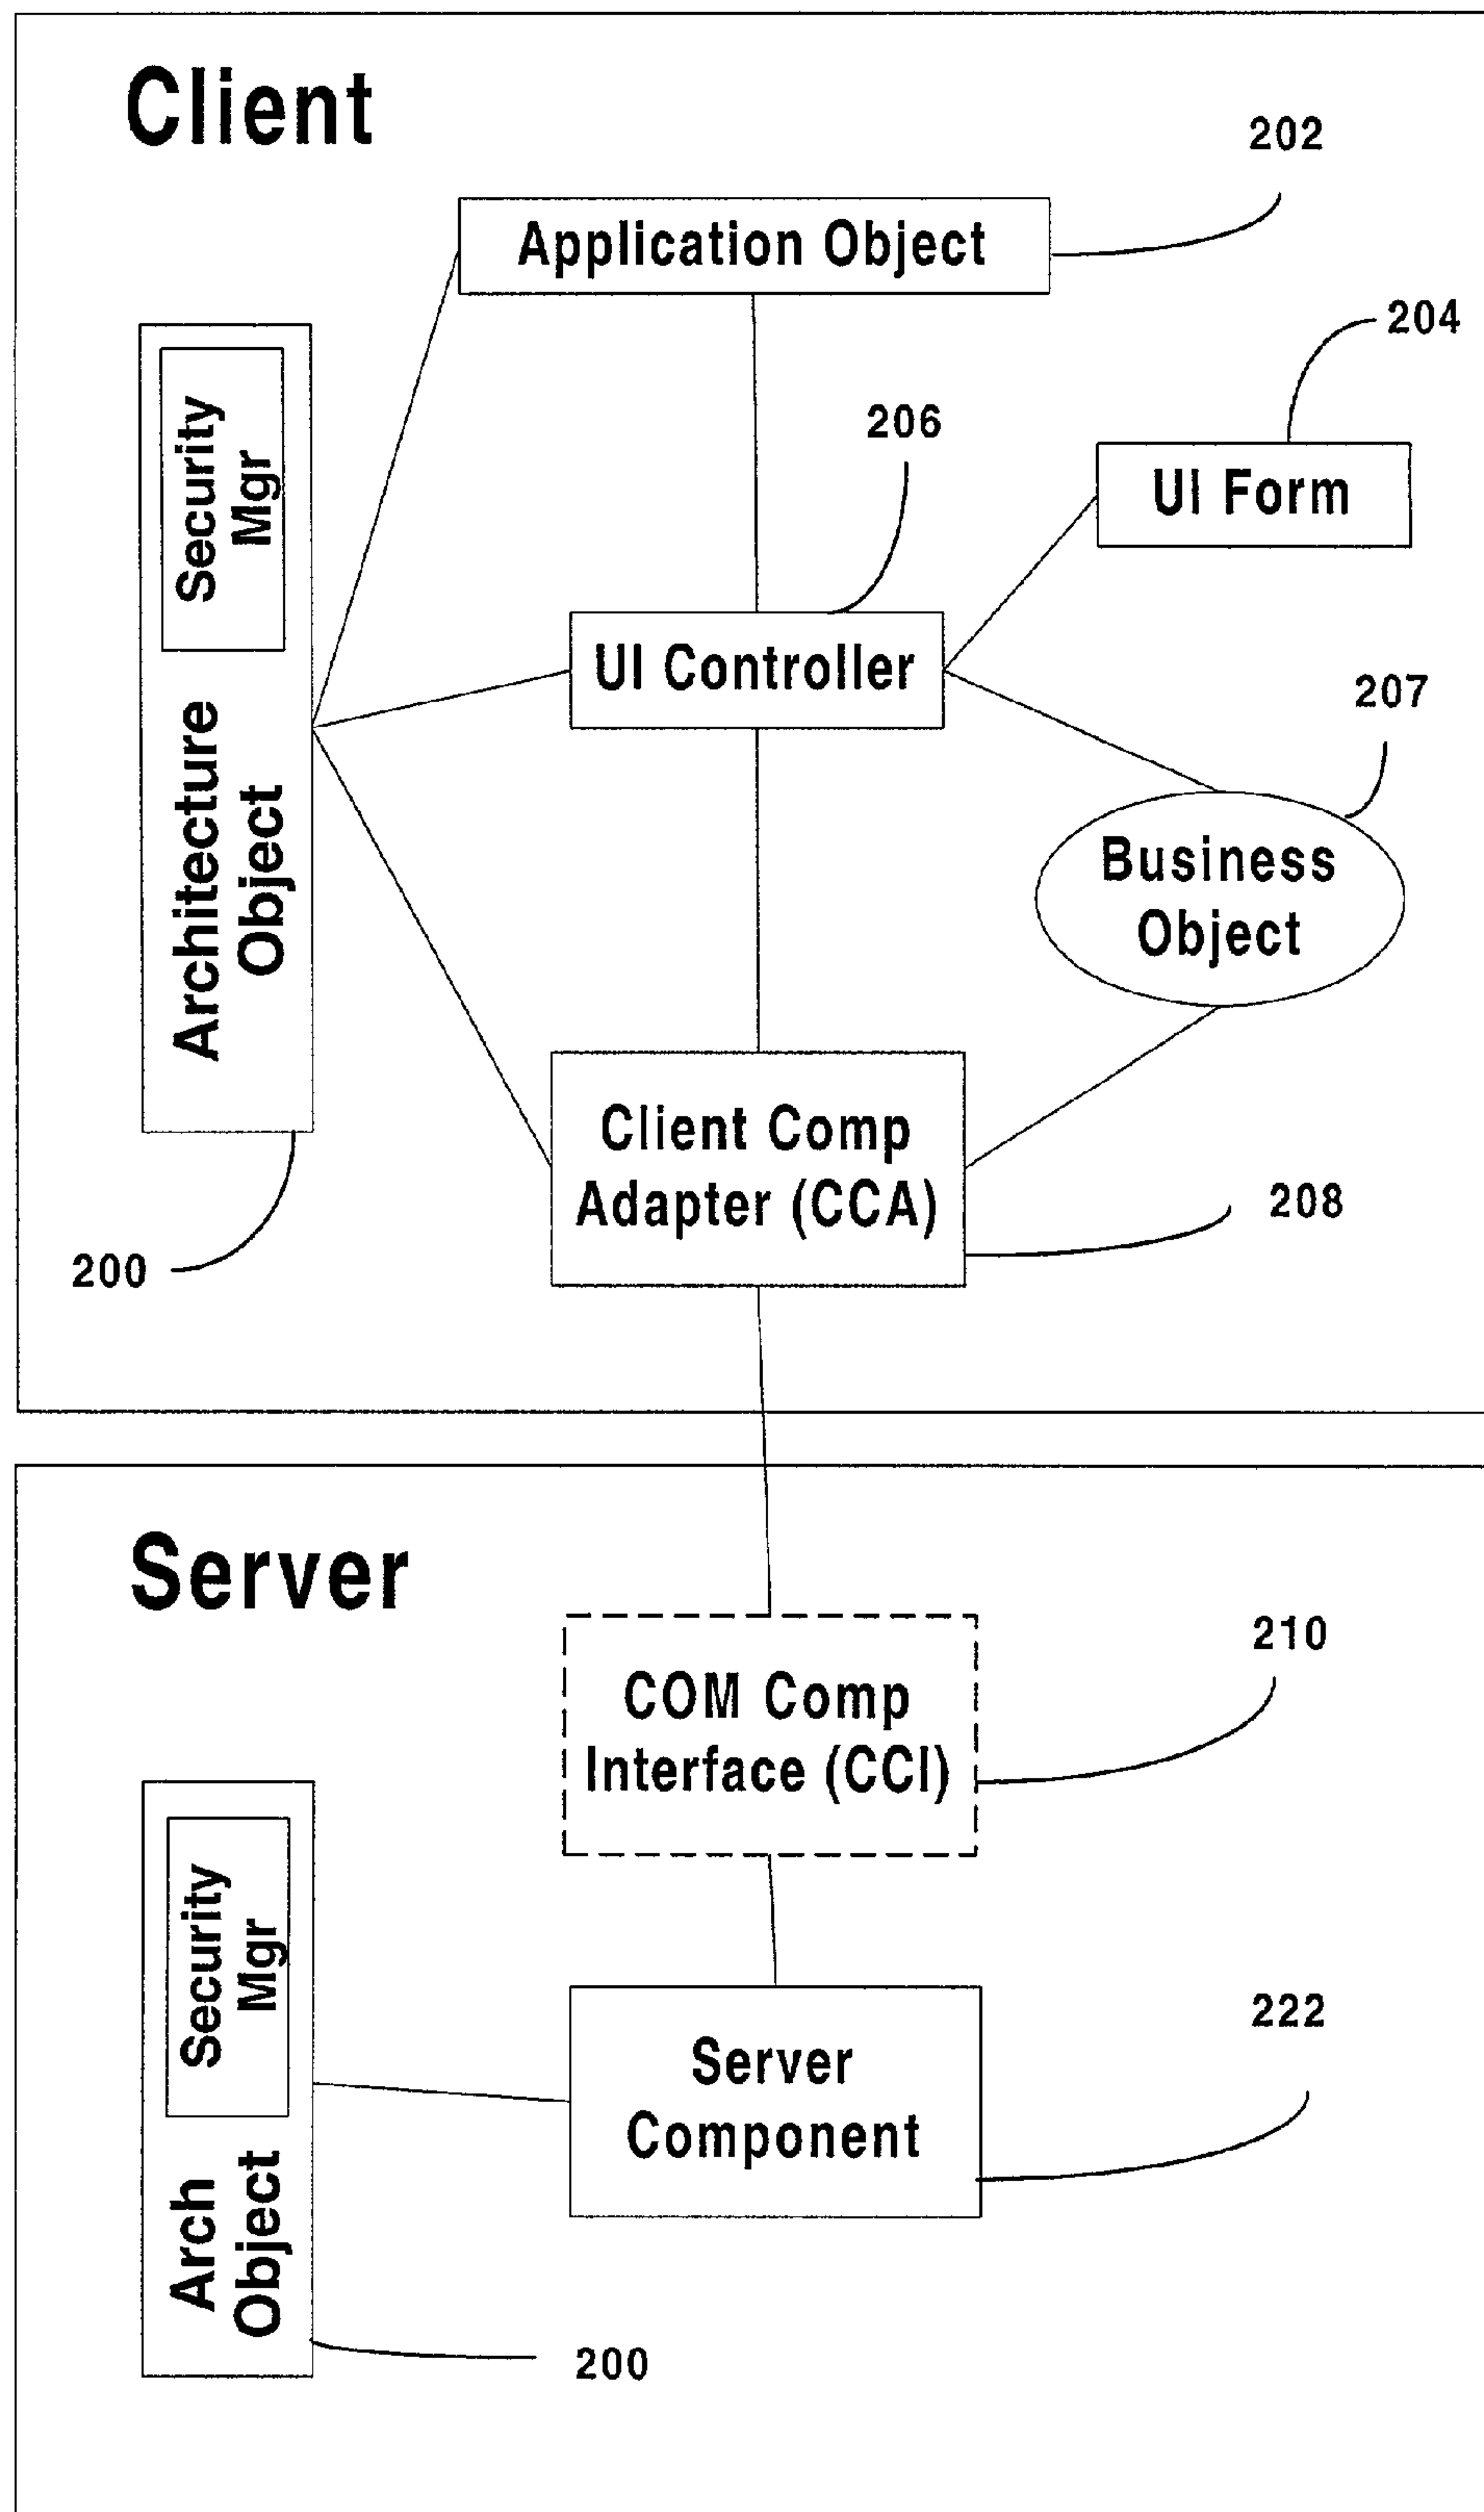 Client
202
Application Object
204
206
UI Form
Security
Mgr
UI Controller
207
Architecture
Object
Business
Object
Client Comp
Adapter (CCA)
208
200
Server
210
COM Comp
Interface (CCI)
Security
Mgr
222
Server
Component
Arch
Object
200